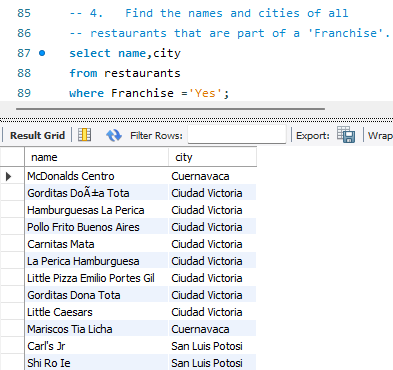 85 -- 4. Find the names and cities of all
86 -- restaurants that are part of a 'Franchise'.
87 select name,city
88 from restaurants
89 where Franchise ='Yes';
Result Grid Filter Rows: Export: Wrap
name city
McDonalds Centro Cuernavaca
Gorditas DoÃ±a Tota Ciudad Victoria
Hamburguesas La Perica Ciudad Victoria
Pollo Frito Buenos Aires Ciudad Victoria
Carnitas Mata Ciudad Victoria
La Perica Hamburguesa Ciudad Victoria
Little Pizza Emilio Portes Gil Ciudad Victoria
Gorditas Dona Tota Ciudad Victoria
Little Caesars Ciudad Victoria
Mariscos Tia Licha Cuernavaca
Carl's Jr San Luis Potosi
Shi Ro Ie San Luis Potosi